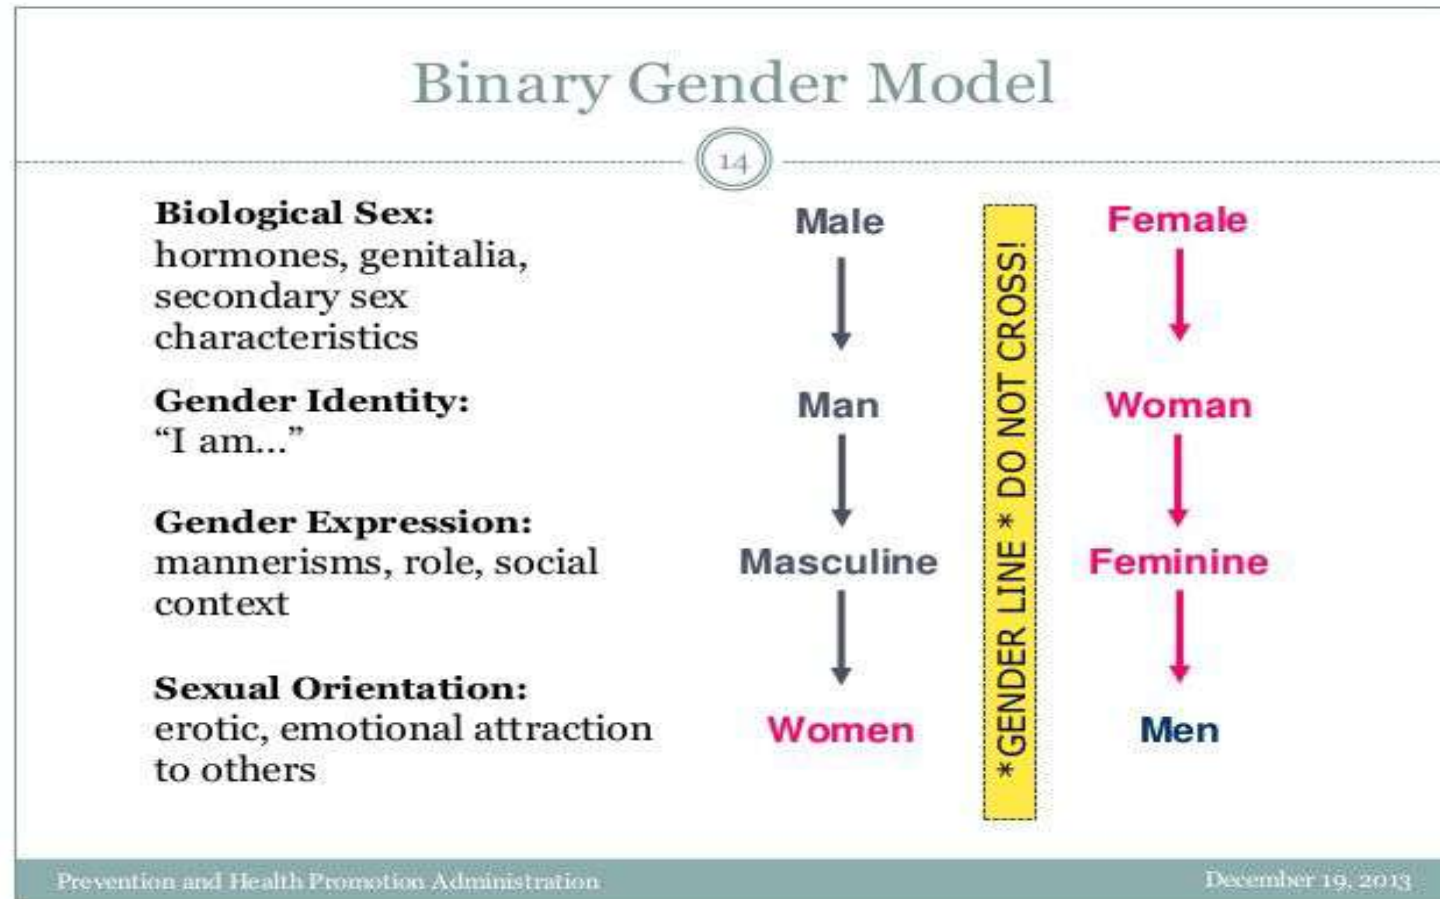 Binary Gender Model
14
Biological Sex:
hormones, genitalia,
secondary sex
characteristics
Male
Female
Gender Identity:
“I am...”
Man
Woman
Gender Expression:
mannerisms, role, social
context
Masculine
Feminine
Sexual Orientation:
erotic, emotional attraction
to others
Women
Men
*GENDER LINE * DO NOT CROSS!
Prevention and Health Promotion Administration
December 19, 2013